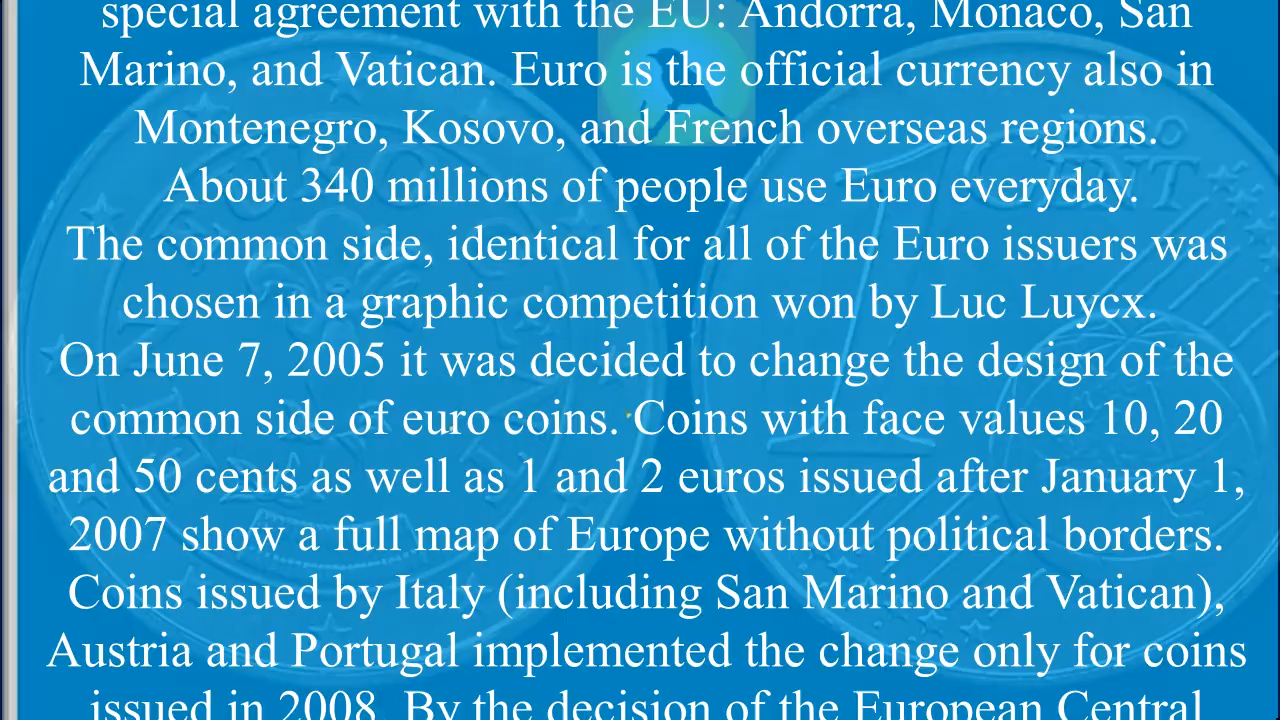 special agreement with the EU: Andorra, Monaco, San
Marino, and Vatican. Euro is the official currency also in
Montenegro, Kosovo, and French overseas regions.
About 340 millions of people use Euro everyday.
The common side, identical for all of the Euro issuers was
chosen in a graphic competition won by Luc Luycx.
On June 7, 2005 it was decided to change the design of the
common side of euro coins. Coins with face values 10, 20
and 50 cents as well as 1 and 2 euros issued after January 1,
2007 show a full map of Europe without political borders.
Coins issued by Italy (including San Marino and Vatican),
Austria and Portugal implemented the change only for coins
issued in 2008. By the decision of the European Central